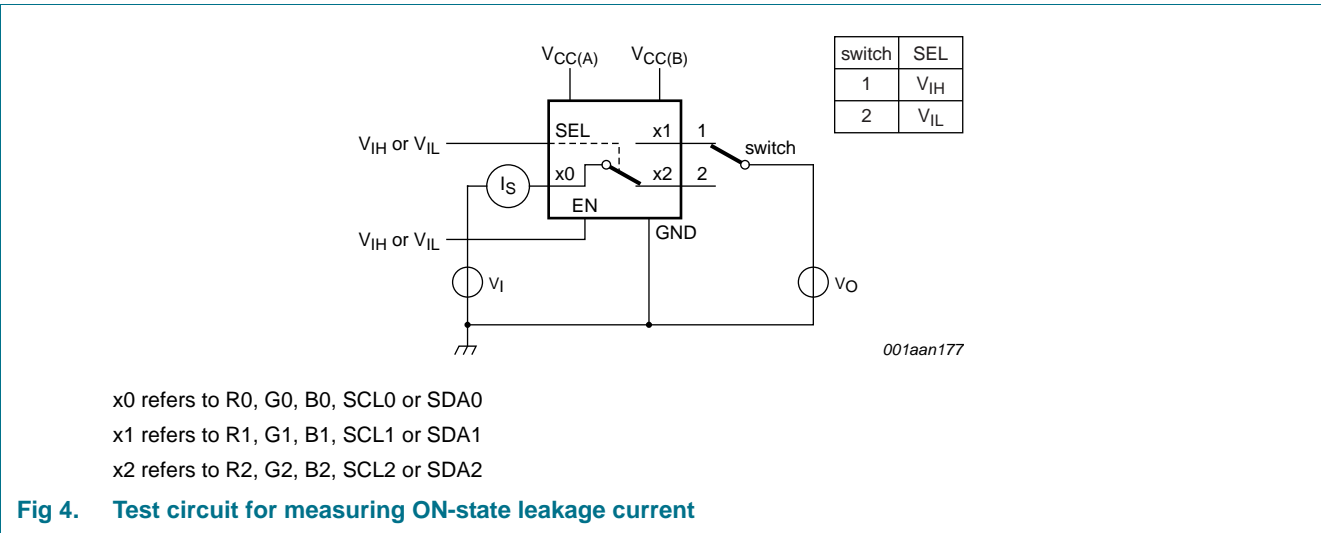 VCC(A) VCC(B)
switch SEL
1 VIH
2 VIL
SEL x1 1
switch
VIH or VIL
x0 x2 2
IS
EN
GND
VIH or VIL
VI
VO
001aan177
x0 refers to R0, G0, B0, SCL0 or SDA0
x1 refers to R1, G1, B1, SCL1 or SDA1
x2 refers to R2, G2, B2, SCL2 or SDA2
Fig 4. Test circuit for measuring ON-state leakage current